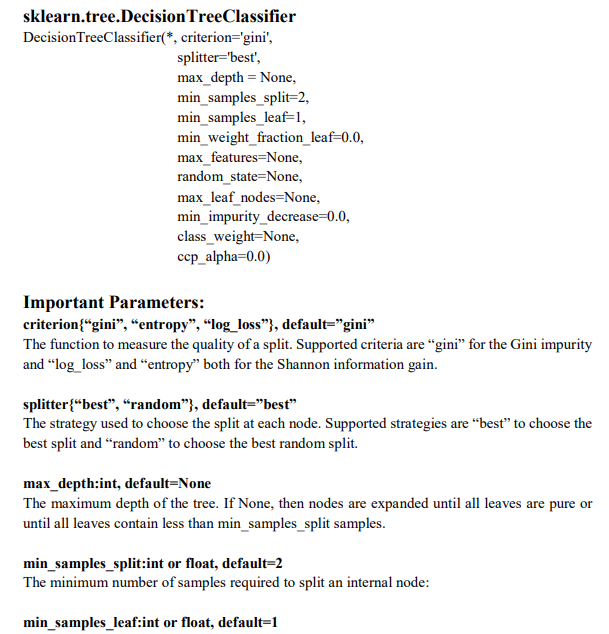 sklearn.tree.DecisionTreeClassifier
DecisionTreeClassifier(*, criterion='gini',
splitter='best',
max_depth = None,
min_samples_split=2,
min_samples_leaf=1,
min_weight_fraction_leaf=0.0,
max_features=None,
random_state=None,
max_leaf_nodes=None,
min_impurity_decrease=0.0,
class_weight=None,
ccp_alpha=0.0)
Important Parameters:
criterion{“gini”, “entropy”, “log_loss”}, default=”gini”
The function to measure the quality of a split. Supported criteria are “gini” for the Gini impurity
and “log_loss” and “entropy” both for the Shannon information gain.
splitter{“best”, “random”}, default=”best”
The strategy used to choose the split at each node. Supported strategies are “best” to choose the
best split and “random” to choose the best random split.
max_depth:int, default=None
The maximum depth of the tree. If None, then nodes are expanded until all leaves are pure or
until all leaves contain less than min_samples_split samples.
min_samples_split:int or float, default=2
The minimum number of samples required to split an internal node:
min_samples_leaf:int or float, default=1